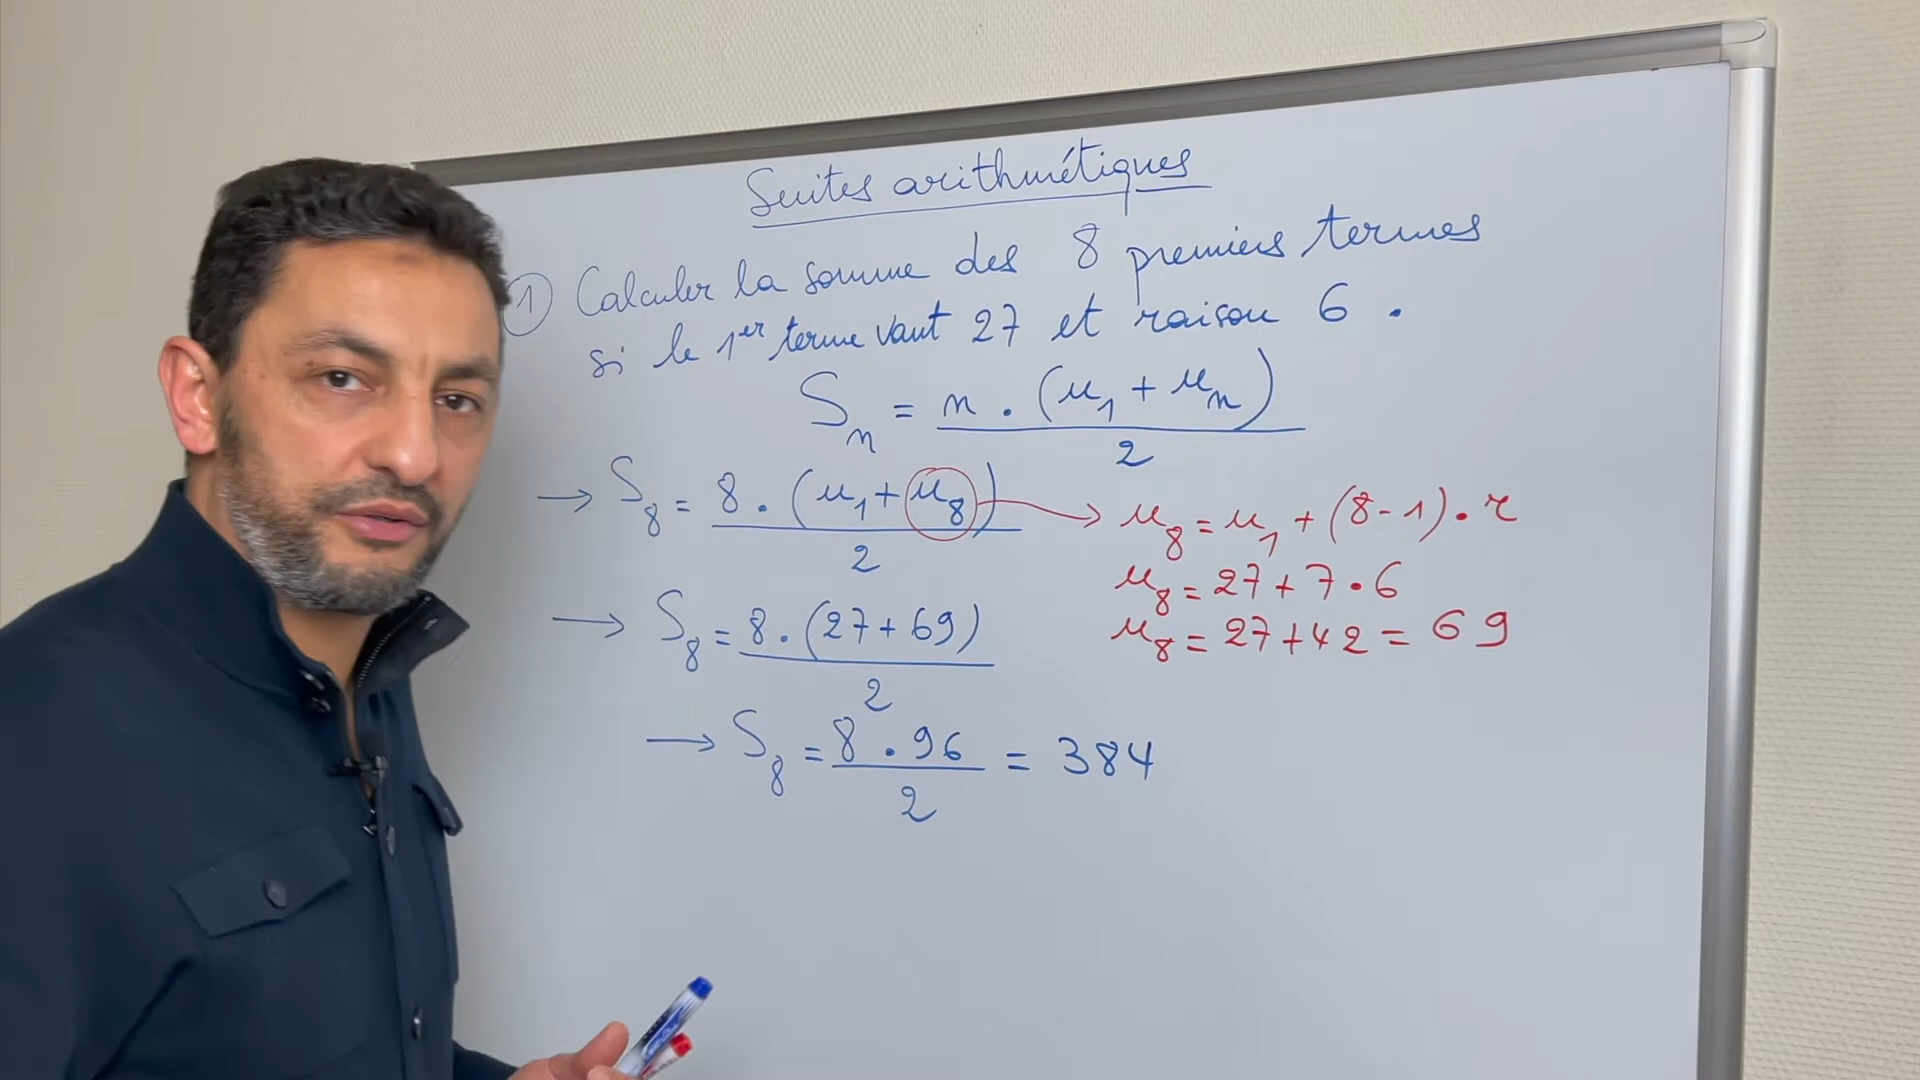 Suites arithmétiques
① Calculer la somme des 8 premiers termes
si le 1er terme vaut 27 et raison 6 .
Sn = n . (u1 + un) / 2
→ S8 = 8 . (u1 + u8) / 2 → u8 = u1 + (8 - 1) . r
u8 = 27 + 7 . 6
→ S8 = 8 . (27 + 69) / 2
u8 = 27 + 42 = 69
→ S8 = 8 . 96 / 2 = 384